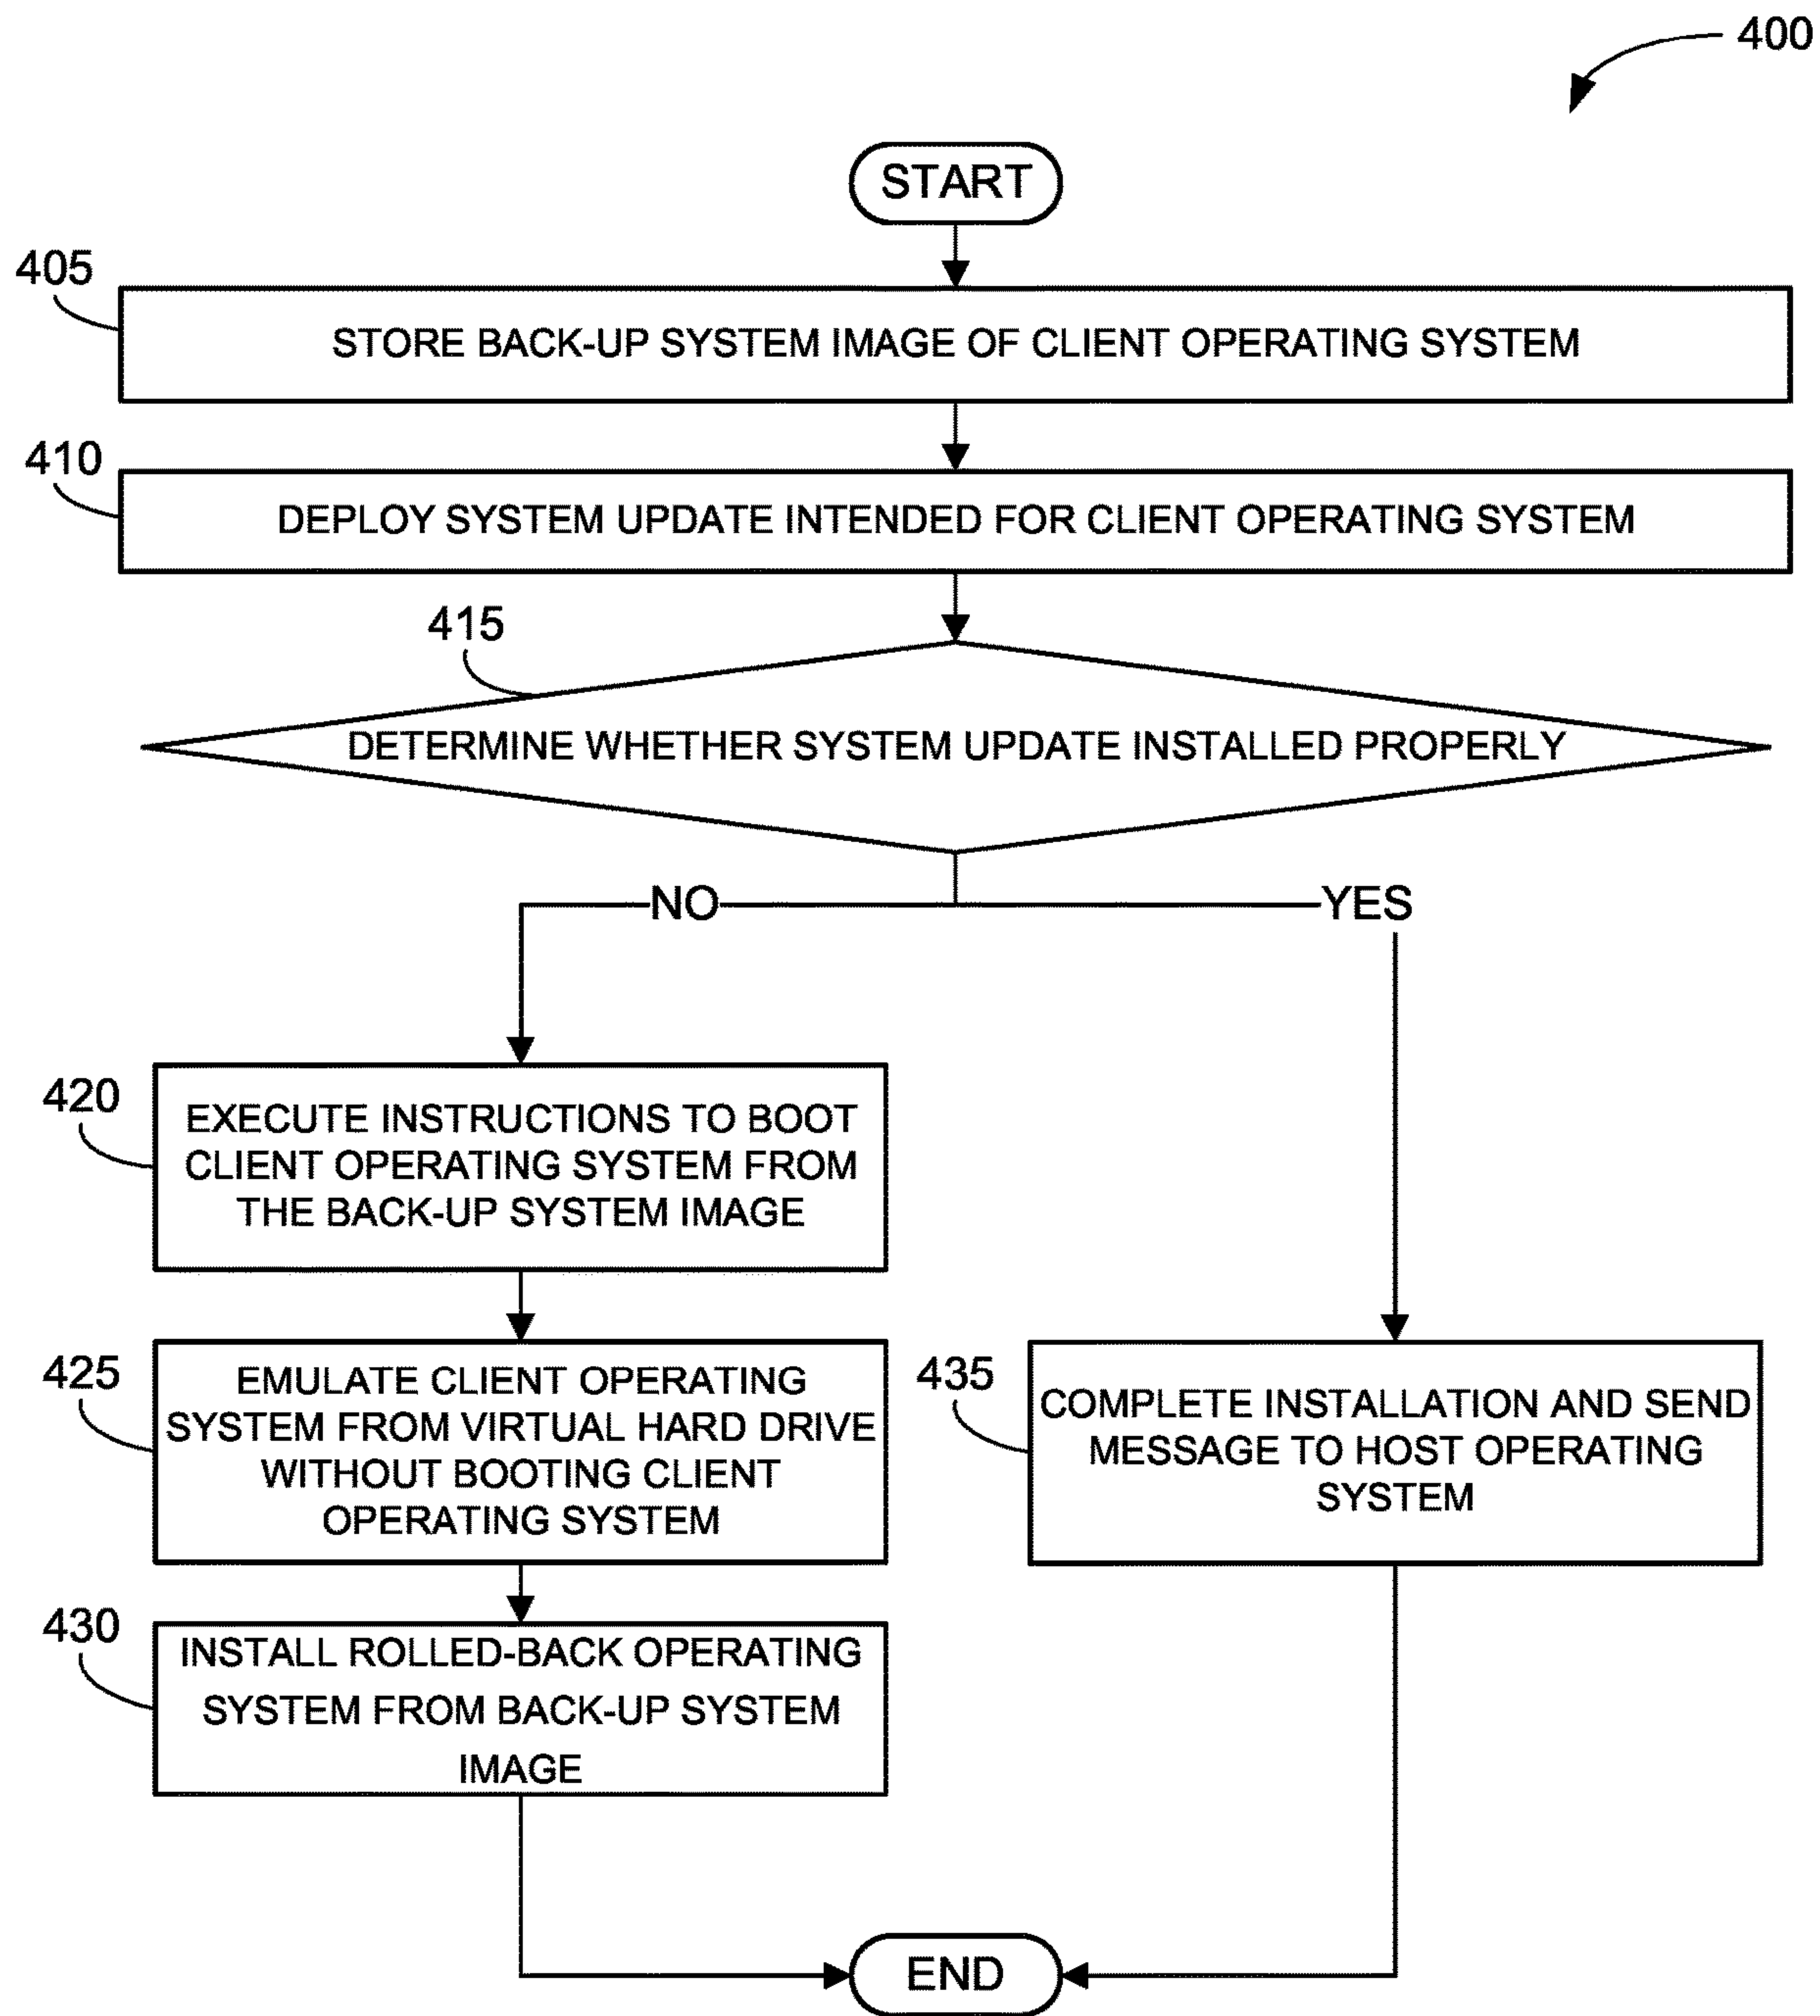 400
START
405
STORE BACK-UP SYSTEM IMAGE OF CLIENT OPERATING SYSTEM
410
DEPLOY SYSTEM UPDATE INTENDED FOR CLIENT OPERATING SYSTEM
415
DETERMINE WHETHER SYSTEM UPDATE INSTALLED PROPERLY
NO
YES
420
EXECUTE INSTRUCTIONS TO BOOT
CLIENT OPERATING SYSTEM FROM
THE BACK-UP SYSTEM IMAGE
425
EMULATE CLIENT OPERATING
SYSTEM FROM VIRTUAL HARD DRIVE
WITHOUT BOOTING CLIENT
OPERATING SYSTEM
435
COMPLETE INSTALLATION AND SEND
MESSAGE TO HOST OPERATING
SYSTEM
430
INSTALL ROLLED-BACK OPERATING
SYSTEM FROM BACK-UP SYSTEM
IMAGE
END